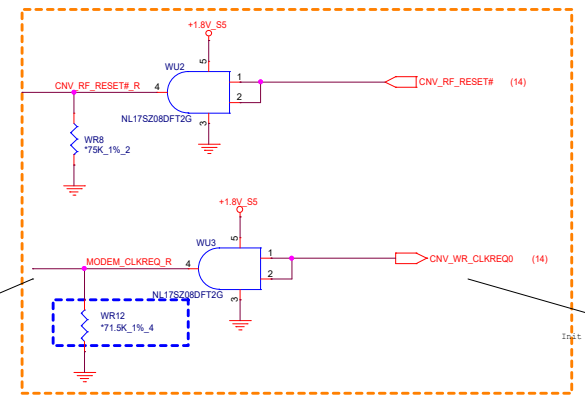 +1.8V_S5
WU2
5
CNV_RF_RESET#_R
4
1
2
CNV_RF_RESET#
(14)
3
NL17SZ08DFT2G
WR8
*75K_1%_2
+1.8V_S5
WU3
5
MODEM_CLKREQ_R
4
1
2
CNV_WR_CLKREQ0
(14)
3
NL17SZ08DFT2G
WR12
*71.5K_1%_4
Init